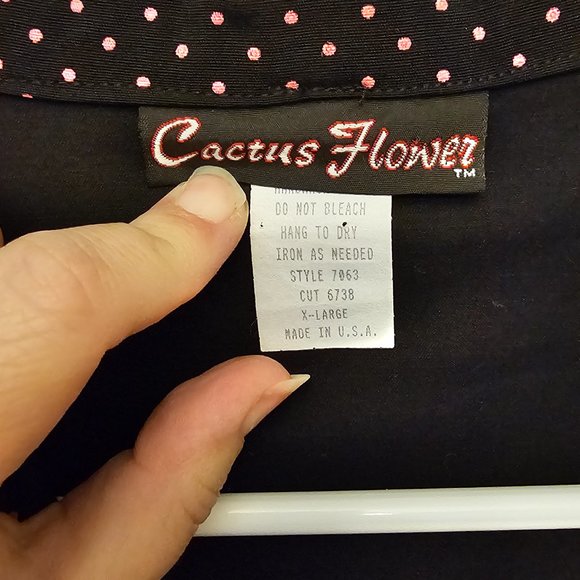 Cactus Flower
TM
DO NOT BLEACH
HANG TO DRY
IRON AS NEEDED
STYLE 7063
CUT 6738
X-LARGE
MADE IN U.S.A.